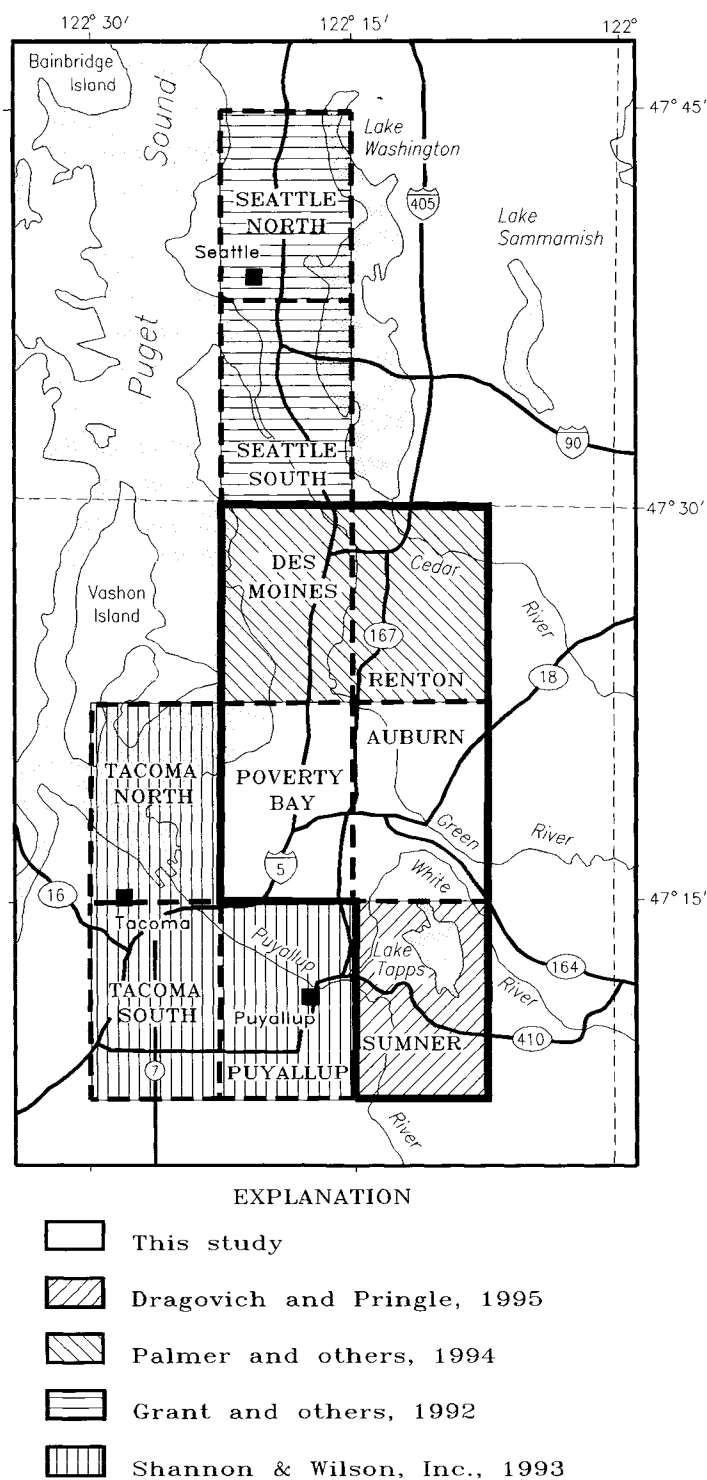 122° 30′
122° 15′
122°
Bainbridge
Island
Sound
47° 45′
Lake
Washington
405
SEATTLE
NORTH
Lake
Sammamish
Seattle
Puget
90
SEATTLE
SOUTH
47° 30′
DES
MOINES
Cedar
River
Vashon
Island
167
RENTON
18
AUBURN
TACOMA
NORTH
POVERTY
BAY
Green
River
5
White
16
47° 15′
Tacoma
Puyallup
Lake
Tapps
164
River
TACOMA
SOUTH
Puyallup
SUMNER
410
7
PUYALLUP
River
EXPLANATION
This study
Dragovich and Pringle, 1995
Palmer and others, 1994
Grant and others, 1992
Shannon & Wilson, Inc., 1993